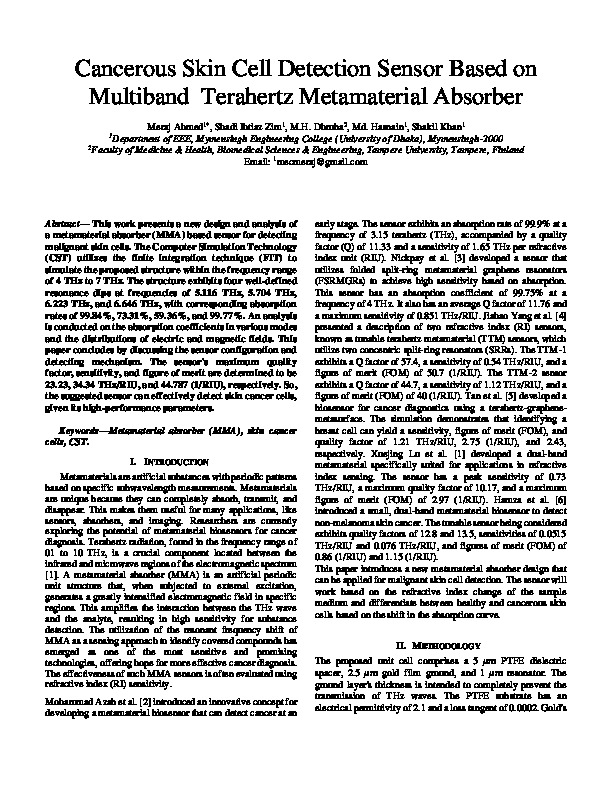 Cancerous Skin Cell Detection Sensor Based on
Multiband Terahertz Metamaterial Absorber
Meraj Ahmed¹*, Shadi Ibtiaz Zim¹, M.H. Dhruba², Md. Hasnain¹, Shakil Khan¹
¹Department of EEE, Mymensingh Engineering College (University of Dhaka), Mymensingh-2000
²Faculty of Medicine & Health, Biomedical Sciences & Engineering, Tampere University, Tampere, Finland
Email: ¹mecmeraj@gmail.com
Abstract— This work presents a new design and analysis of
a metamaterial absorber (MMA) based sensor for detecting
malignant skin cells. The Computer Simulation Technology
(CST) utilizes the finite integration technique (FIT) to
simulate the proposed structure within the frequency range
of 4 THz to 7 THz. The structure exhibits four well-defined
resonance dips at frequencies of 5.116 THz, 5.704 THz,
6.223 THz, and 6.646 THz, with corresponding absorption
rates of 99.84%, 73.31%, 59.36%, and 99.77%. An analysis
is conducted on the absorption coefficients in various modes
and the distributions of electric and magnetic fields. This
paper concludes by discussing the sensor configuration and
detecting mechanism. The sensor's maximum quality
factor, sensitivity, and figure of merit are determined to be
23.23, 34.34 THz/RIU, and 44.787 (1/RIU), respectively. So,
the suggested sensor can effectively detect skin cancer cells,
given its high-performance parameters.
Keywords—Metamaterial absorber (MMA), skin cancer
cells, CST.
I. INTRODUCTION
Metamaterials are artificial substances with periodic patterns
based on specific subwavelength measurements. Metamaterials
are unique because they can completely absorb, transmit, and
disappear. This makes them useful for many applications, like
sensors, absorbers, and imaging. Researchers are currently
exploring the potential of metamaterial biosensors for cancer
diagnosis. Terahertz radiation, found in the frequency range of
01 to 10 THz, is a crucial component located between the
infrared and microwave regions of the electromagnetic spectrum
[1]. A metamaterial absorber (MMA) is an artificial periodic
unit structure that, when subjected to external excitation,
generates a greatly intensified electromagnetic field in specific
regions. This amplifies the interaction between the THz wave
and the analyte, resulting in high sensitivity for substance
detection. The utilization of the resonant frequency shift of
MMA as a sensing approach to identify covered compounds has
emerged as one of the most sensitive and promising
technologies, offering hope for more effective cancer diagnosis.
The effectiveness of such MMA sensors is often evaluated using
refractive index (RI) sensitivity.
Mohammad Azab et al. [2] introduced an innovative concept for
developing a metamaterial biosensor that can detect cancer at an
early stage. The sensor exhibits an absorption rate of 99.9% at a
frequency of 3.15 terahertz (THz), accompanied by a quality
factor (Q) of 11.33 and a sensitivity of 1.65 THz per refractive
index unit (RIU). Nickpay et al. [3] developed a sensor that
utilizes folded split-ring metamaterial graphene resonators
(FSRMGRs) to achieve high sensitivity based on absorption.
This sensor has an absorption coefficient of 99.75% at a
frequency of 4 THz. It also has an average Q factor of 11.76 and
a maximum sensitivity of 0.851 THz/RIU. Jiahao Yang et al. [4]
presented a description of two refractive index (RI) sensors,
known as tunable terahertz metamaterial (TTM) sensors, which
utilize two concentric split-ring resonators (SRRs). The TTM-1
exhibits a Q factor of 57.4, a sensitivity of 0.54 THz/RIU, and a
figure of merit (FOM) of 50.7 (1/RIU). The TTM-2 sensor
exhibits a Q factor of 44.7, a sensitivity of 1.12 THz/RIU, and a
figure of merit (FOM) of 40 (1/RIU). Tan et al. [5] developed a
biosensor for cancer diagnostics using a terahertz-graphene-
metasurface. The simulation demonstrates that identifying a
breast cell can yield a sensitivity, figure of merit (FOM), and
quality factor of 1.21 THz/RIU, 2.75 (1/RIU), and 2.43,
respectively. Xuejing Lu et al. [1] developed a dual-band
metamaterial specifically suited for applications in refractive
index sensing. The sensor has a peak sensitivity of 0.73
THz/RIU, a maximum quality factor of 10.17, and a maximum
figure of merit (FOM) of 2.97 (1/RIU). Hamza et al. [6]
introduced a small, dual-band metamaterial biosensor to detect
non-melanoma skin cancer. The tunable sensor being considered
exhibits quality factors of 12.8 and 13.5, sensitivities of 0.0515
THz/RIU and 0.076 THz/RIU, and figures of merit (FOM) of
0.86 (1/RIU) and 1.15 (1/RIU).
This paper introduces a new metamaterial absorber design that
can be applied for malignant skin cell detection. The sensor will
work based on the refractive index change of the sample
medium and differentiate between healthy and cancerous skin
cells based on the shift in the absorption curve.
II. METHODOLOGY
The proposed unit cell comprises a 5 µm PTFE dielectric
spacer, 2.5 µm gold film ground, and 1 µm resonator. The
ground layer's thickness is intended to completely prevent the
transmission of THz waves. The PTFE substrate has an
electrical permittivity of 2.1 and a loss tangent of 0.0002. Gold's